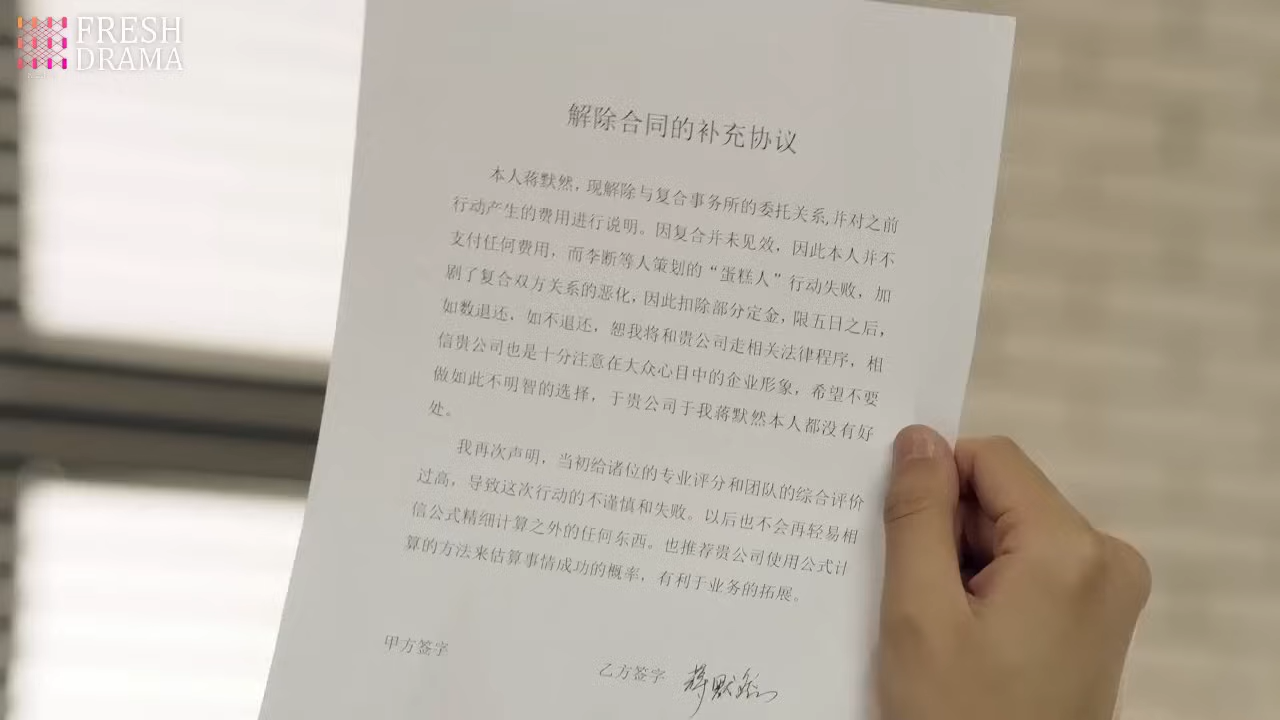 FRESH
DRAMA
解除合同的补充协议
本人蒋默然，现解除与复合事务所的委托关系,并对之前
行动产生的费用进行说明。因复合并未见效，因此本人并不
支付任何费用，而李断等人策划的“蛋糕人”行动失败，加
剧了复合双方关系的恶化，因此扣除部分定金，限五日之后，
如数退还，如不退还，恕我将和贵公司走相关法律程序，相
信贵公司也是十分注意在大众心目中的企业形象，希望不要
做如此不明智的选择，于贵公司于我蒋默然本人都没有好
处。
我再次声明，当初给诸位的专业评分和团队的综合评价
过高，导致这次行动的不谨慎和失败。以后也不会再轻易相
信公式精细计算之外的任何东西。也推荐贵公司使用公式计
算的方法来估算事情成功的概率，有利于业务的拓展。
甲方签字
乙方签字 蒋默然